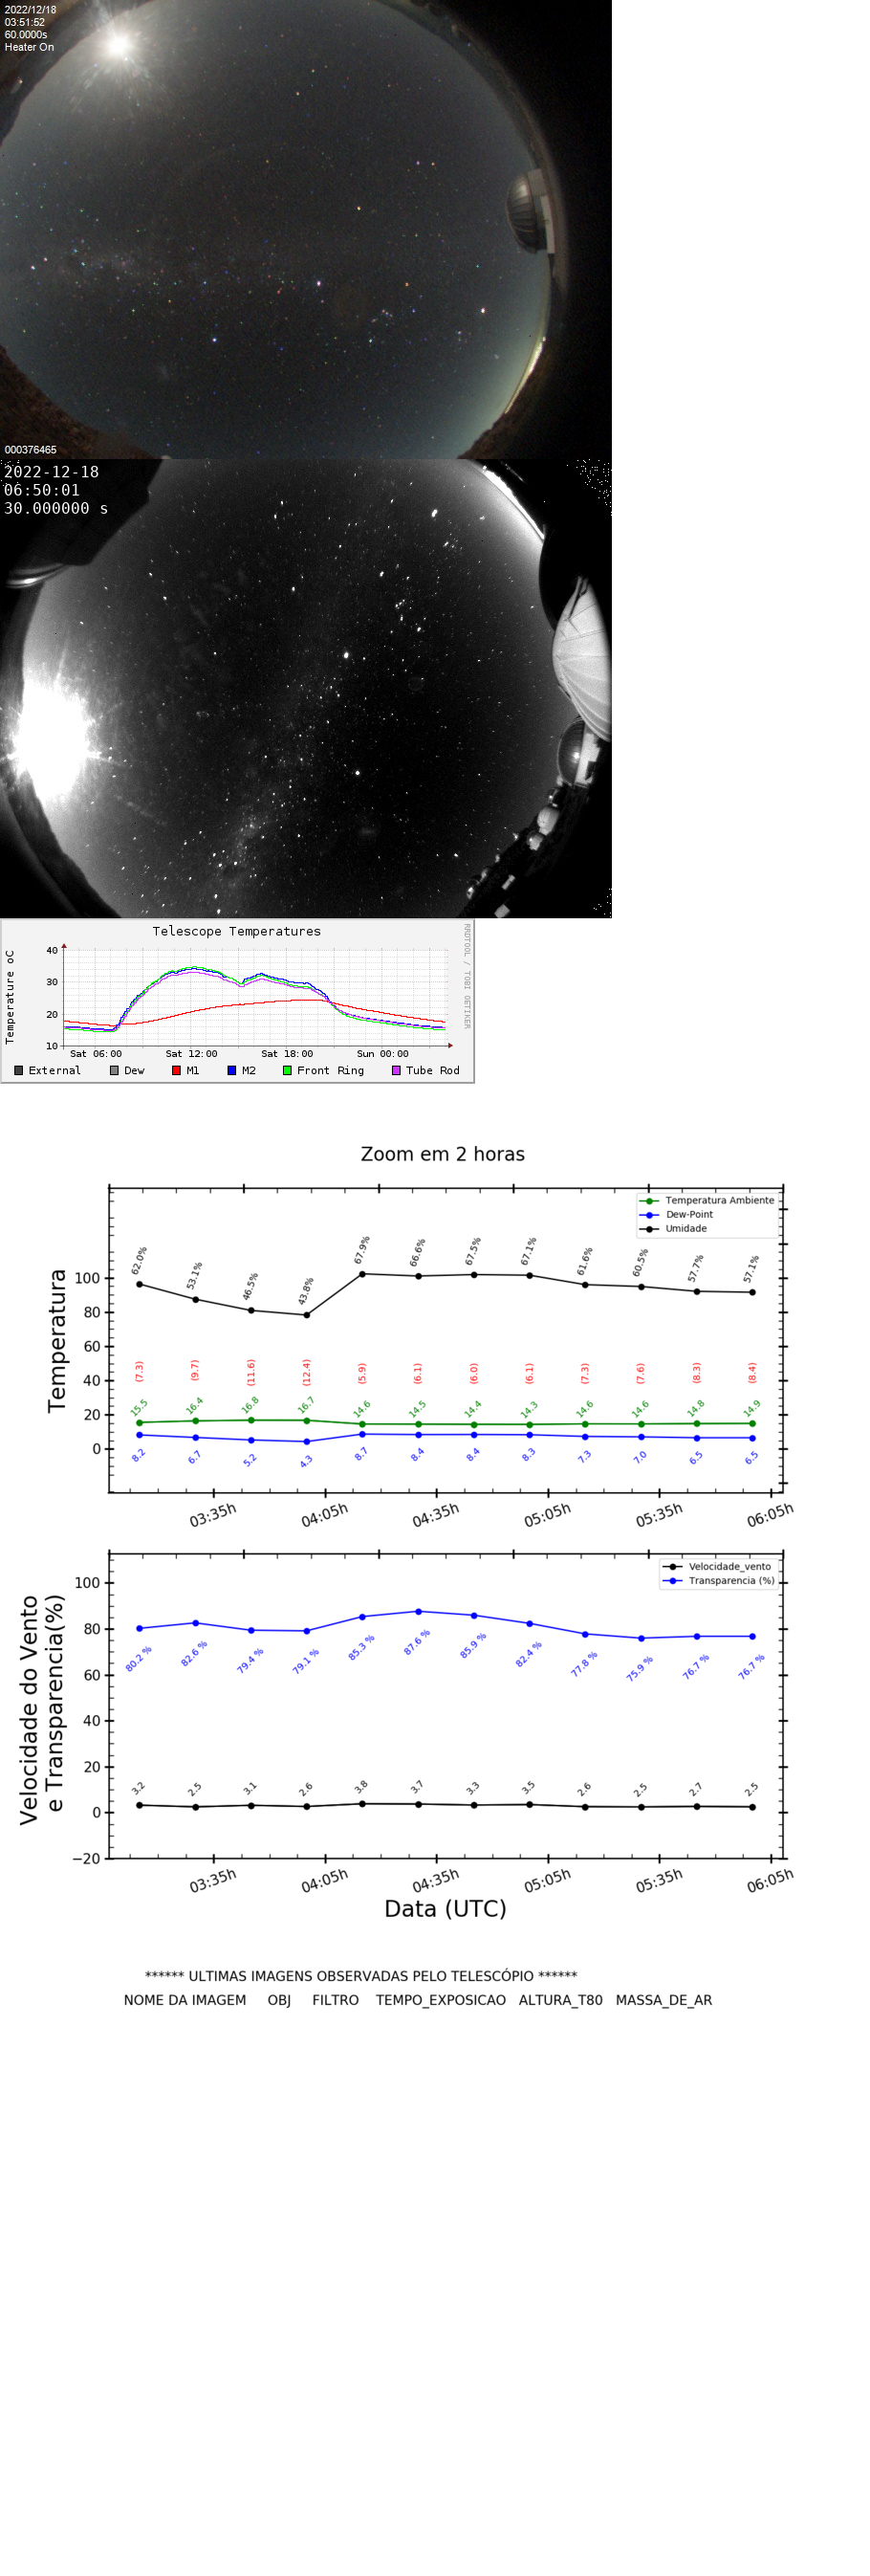 2022/12/18
03:51:52
60.0000s
Heater On
000376465
2022-12-18
06:50:01
30.000000 s
Telescope Temperatures
RRDTOOL / TOBI OETIKER
Temperature oC
40
30
20
10
Sat 06:00 Sat 12:00 Sat 18:00 Sun 00:00
External Dew M1 M2 Front Ring Tube Rod
Zoom em 2 horas
Temperatura Ambiente
Dew-Point
Umidade
Temperatura
100
80
60
40
20
0
62.0% 53.1% 46.5% 43.8% 67.9% 66.6% 67.5% 67.1% 61.6% 60.5% 57.7% 57.1%
(7.3) (9.7) (11.6) (12.4) (5.9) (6.1) (6.0) (6.1) (7.3) (7.6) (8.3) (8.4)
15.5 16.4 16.8 16.7 14.6 14.5 14.4 14.3 14.6 14.6 14.8 14.9
8.2 6.7 5.2 4.3 8.7 8.4 8.4 8.3 7.3 7.0 6.5 6.5
03:35h 04:05h 04:35h 05:05h 05:35h 06:05h
Velocidade_vento
Transparencia (%)
Velocidade do Vento
e Transparencia(%)
100
80
60
40
20
0
−20
80.2 % 82.6 % 79.4 % 79.1 % 85.3 % 87.6 % 85.9 % 82.4 % 77.8 % 75.9 % 76.7 % 76.7 %
3.2 2.5 3.1 2.6 3.8 3.7 3.3 3.5 2.6 2.5 2.7 2.5
03:35h 04:05h 04:35h 05:05h 05:35h 06:05h
Data (UTC)
****** ULTIMAS IMAGENS OBSERVADAS PELO TELESCÓPIO ******
NOME DA IMAGEM OBJ FILTRO TEMPO_EXPOSICAO ALTURA_T80 MASSA_DE_AR